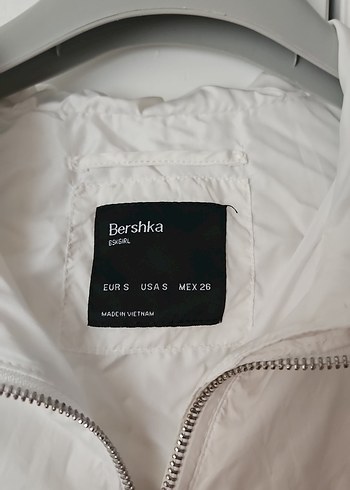 Bershka
BSKGIRL
EUR S USA S MEX 26
MADE IN VIETNAM